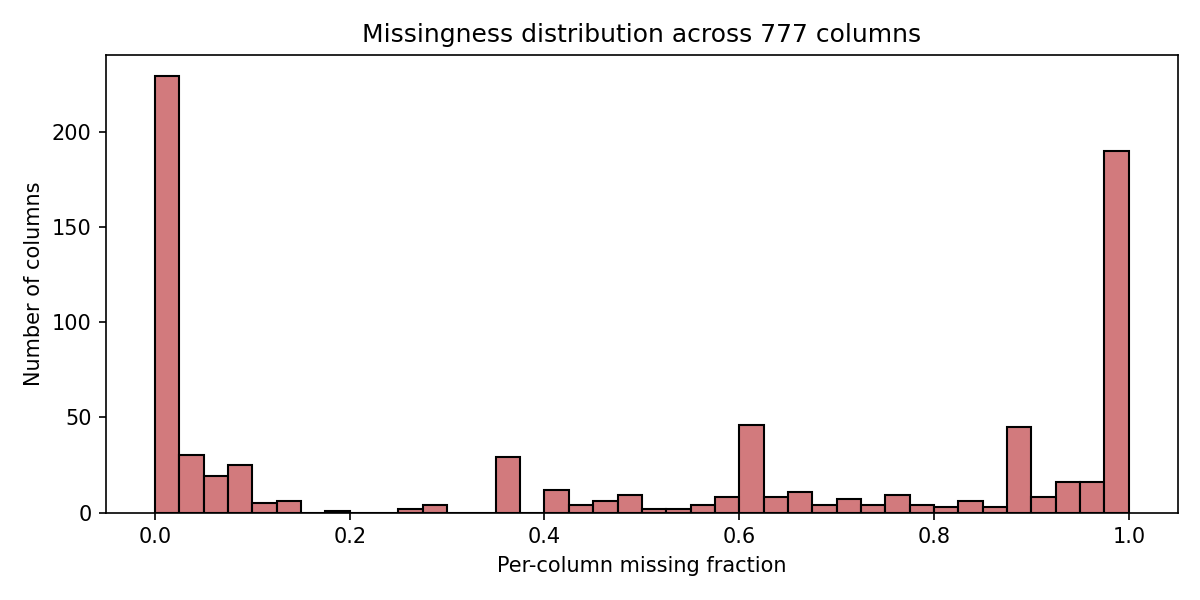 Missingness distribution across 777 columns
Number of columns
200
150
100
50
0
0.0 0.2 0.4 0.6 0.8 1.0
Per-column missing fraction